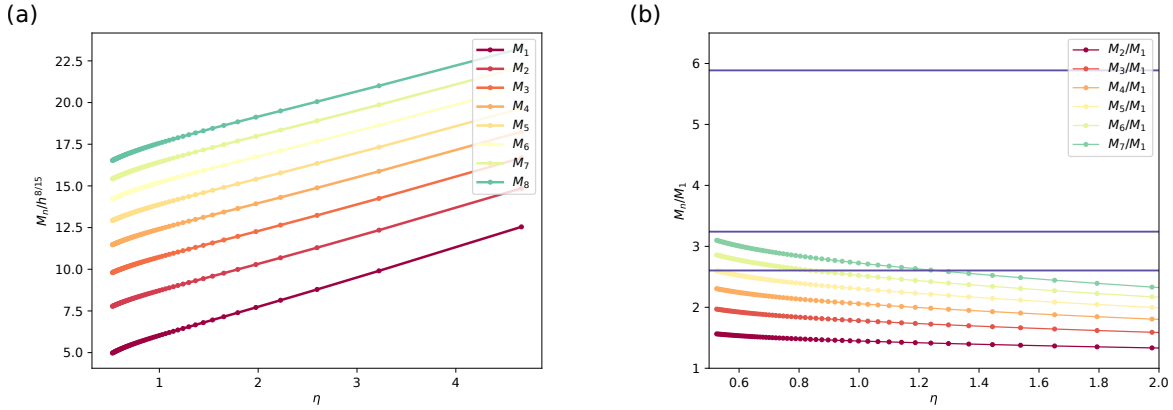 (a)
22.5
20.0
17.5
15.0
12.5
10.0
7.5
5.0
M_n/h^{8/15}
1
2
3
4
η
M_1
M_2
M_3
M_4
M_5
M_6
M_7
M_8
(b)
6
5
4
3
2
1
M_n/M_1
0.6
0.8
1.0
1.2
1.4
1.6
1.8
2.0
η
M_2/M_1
M_3/M_1
M_4/M_1
M_5/M_1
M_6/M_1
M_7/M_1